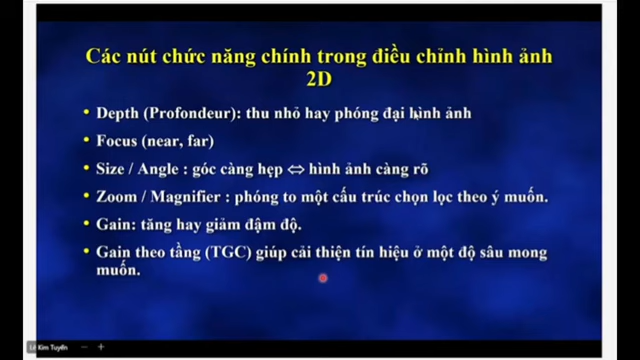 Các nút chức năng chính trong điều chỉnh hình ảnh
2D
• Depth (Profondeur): thu nhỏ hay phóng đại hình ảnh
• Focus (near, far)
• Size / Angle : góc càng hẹp ⇔ hình ảnh càng rõ
• Zoom / Magnifier : phóng to một cấu trúc chọn lọc theo ý muốn.
• Gain: tăng hay giảm đậm độ.
• Gain theo tầng (TGC) giúp cải thiện tín hiệu ở một độ sâu mong
muốn.
Lê Kim Tuyến